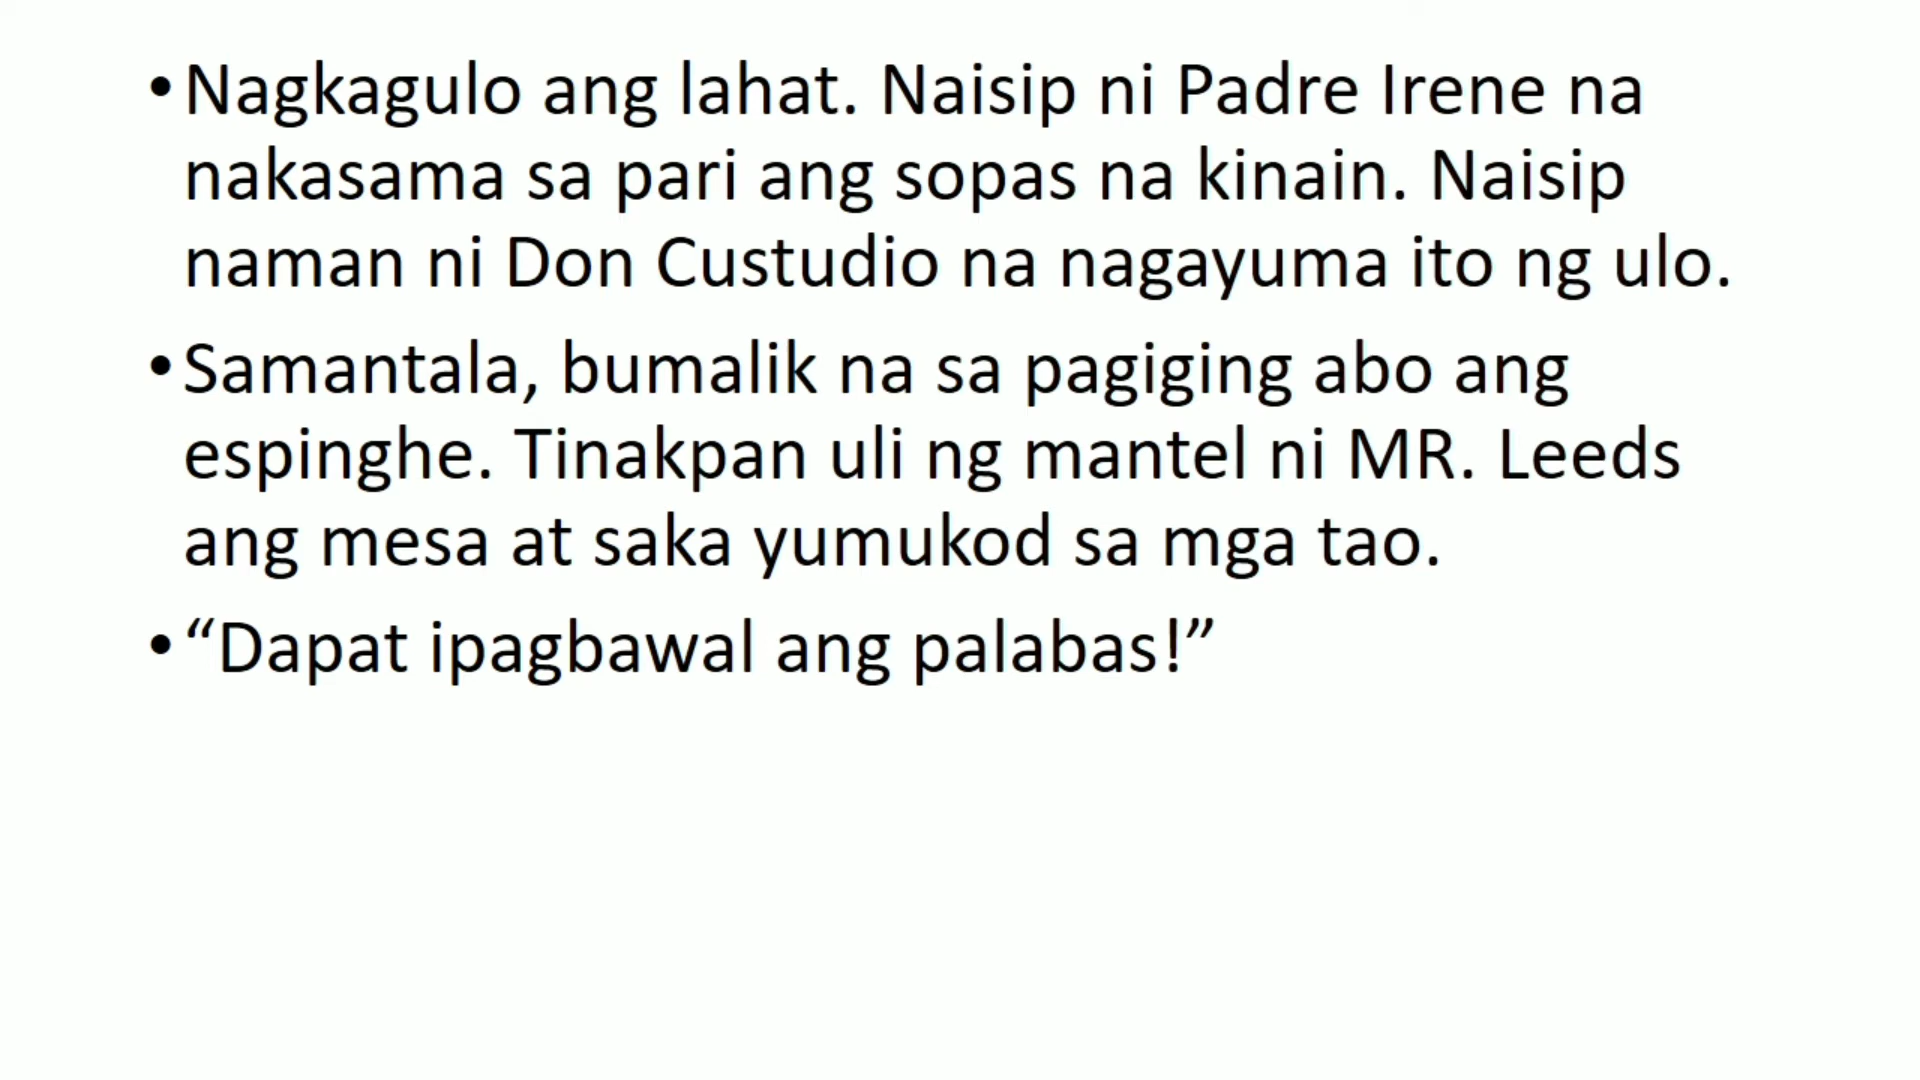 •Nagkagulo ang lahat. Naisip ni Padre Irene na
nakasama sa pari ang sopas na kinain. Naisip
naman ni Don Custudio na nagayuma ito ng ulo.
•Samantala, bumalik na sa pagiging abo ang
espinghe. Tinakpan uli ng mantel ni MR. Leeds
ang mesa at saka yumukod sa mga tao.
•“Dapat ipagbawal ang palabas!”